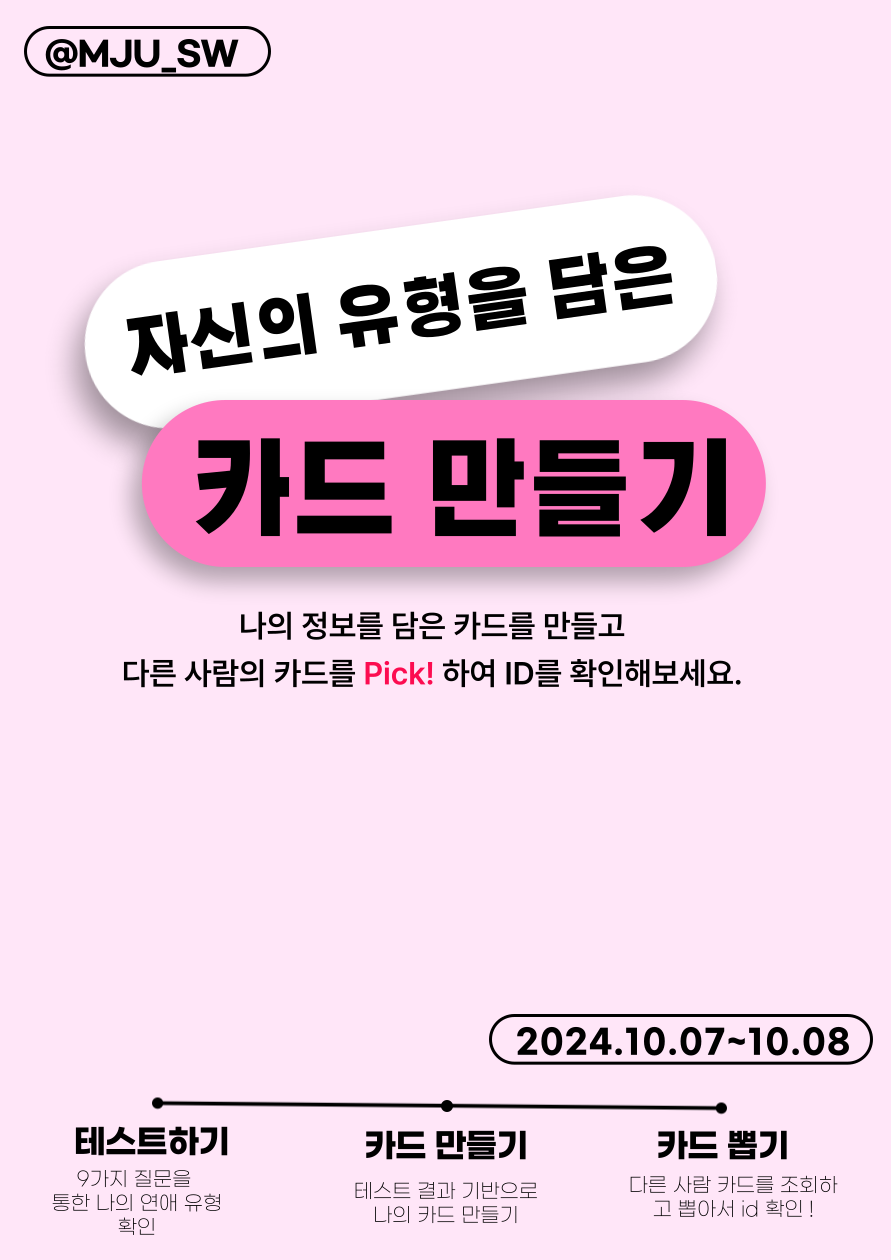 @MJU_SW
자신의 유형을 담은
카드 만들기
나의 정보를 담은 카드를 만들고
다른 사람의 카드를 Pick! 하여 ID를 확인해보세요.
2024.10.07~10.08
테스트하기
9가지 질문을
통한 나의 연애 유형
확인
카드 만들기
테스트 결과 기반으로
나의 카드 만들기
카드 뽑기
다른 사람 카드를 조회하
고 뽑아서 id 확인 !